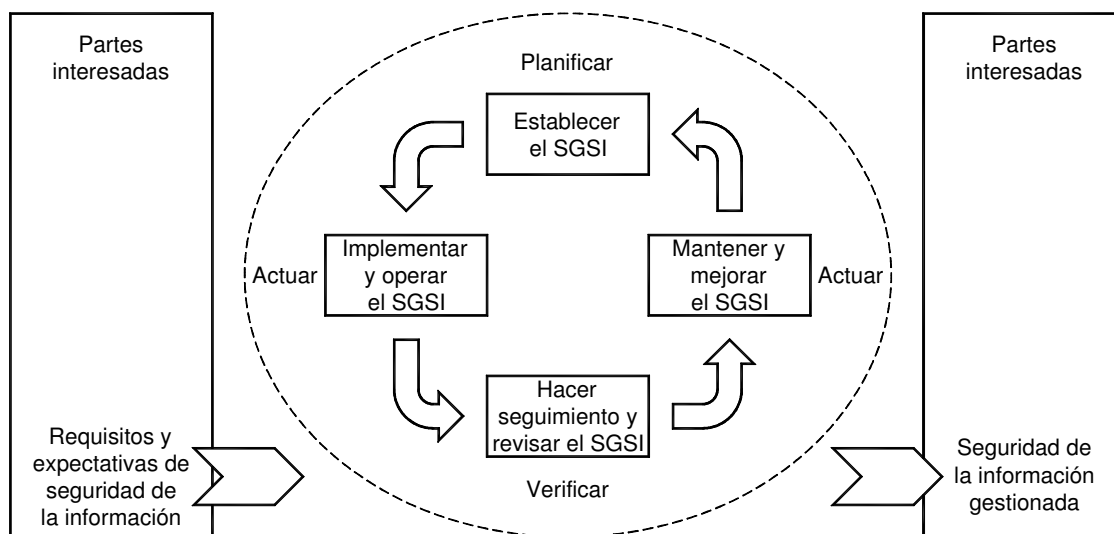 Partes
interesadas
Requisitos y
expectativas de
seguridad de
la información
Planificar
Establecer
el SGSI
Actuar
Implementar
y operar
el SGSI
Mantener y
mejorar
el SGSI
Actuar
Hacer
seguimiento y
revisar el SGSI
Verificar
Partes
interesadas
Seguridad de
la información
gestionada